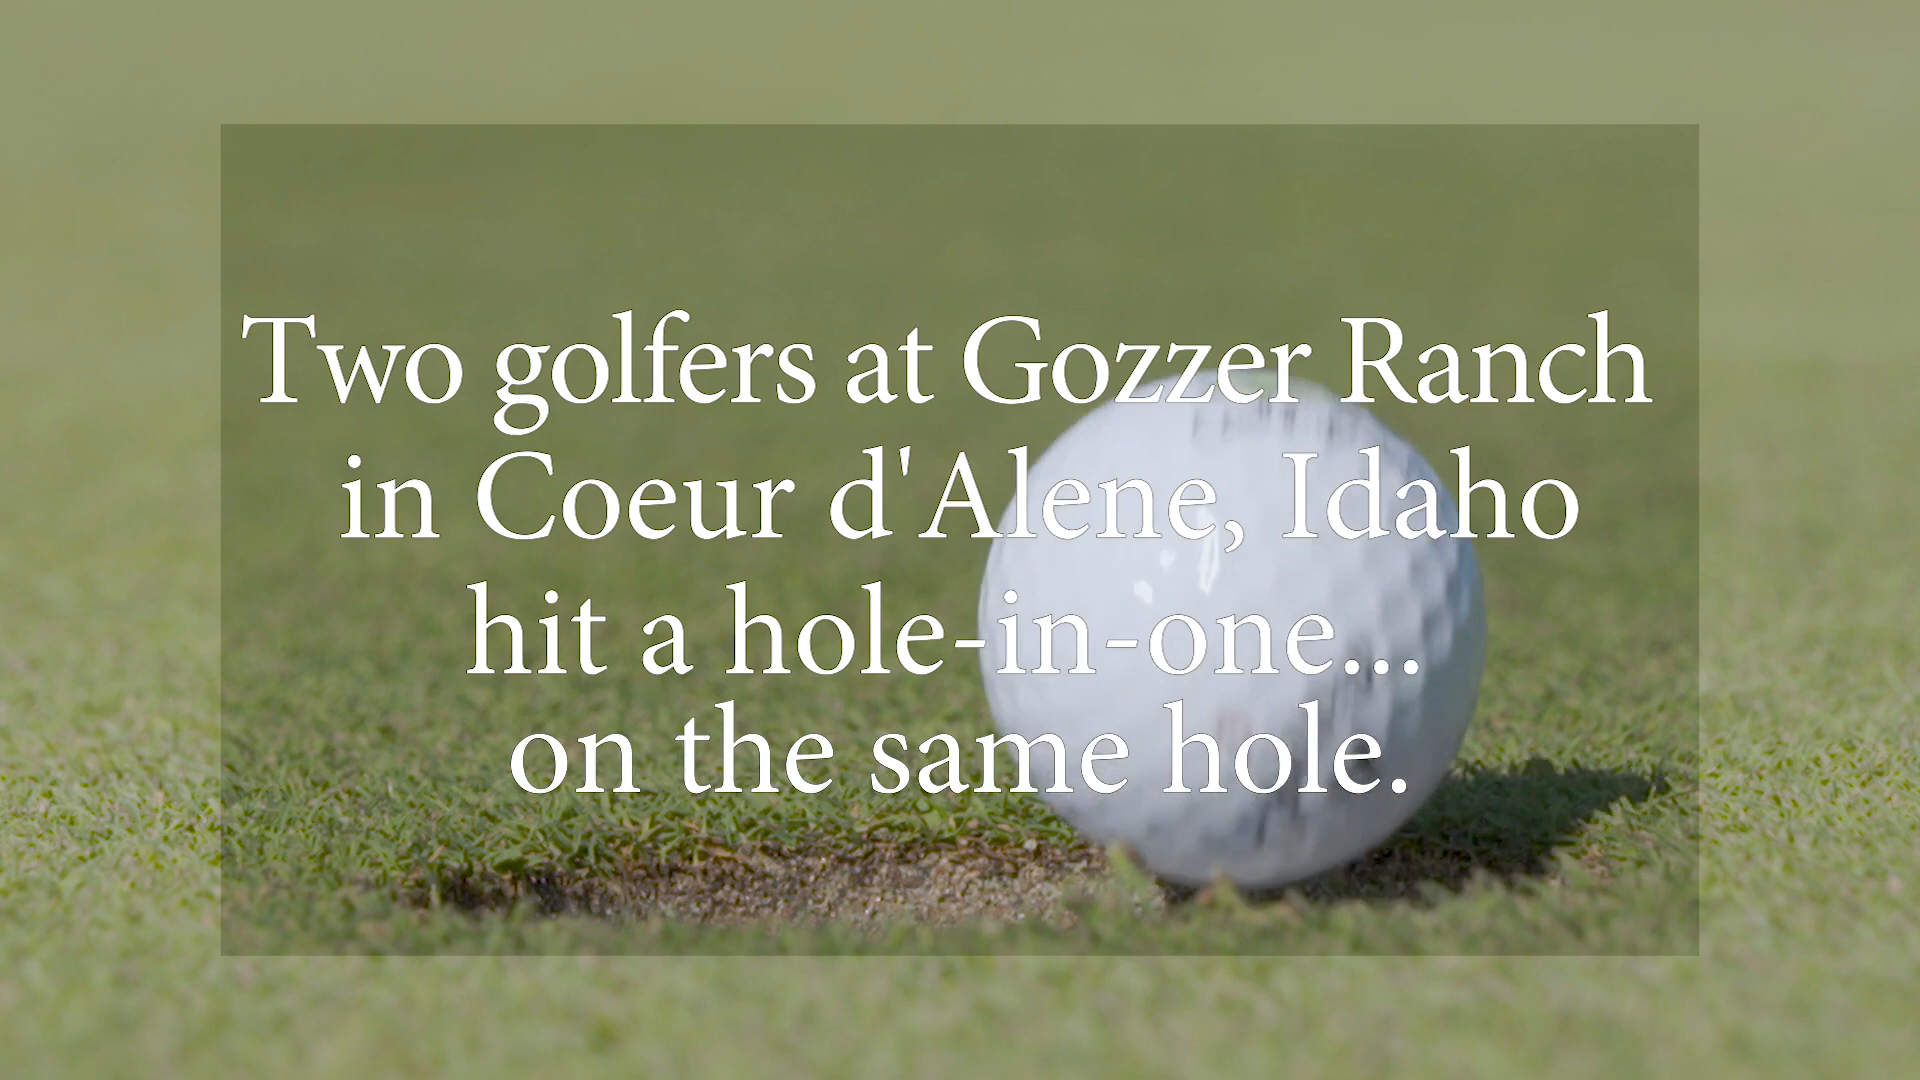 Two golfers at Gozzer Ranch
in Coeur d'Alene, Idaho
hit a hole-in-one...
on the same hole.